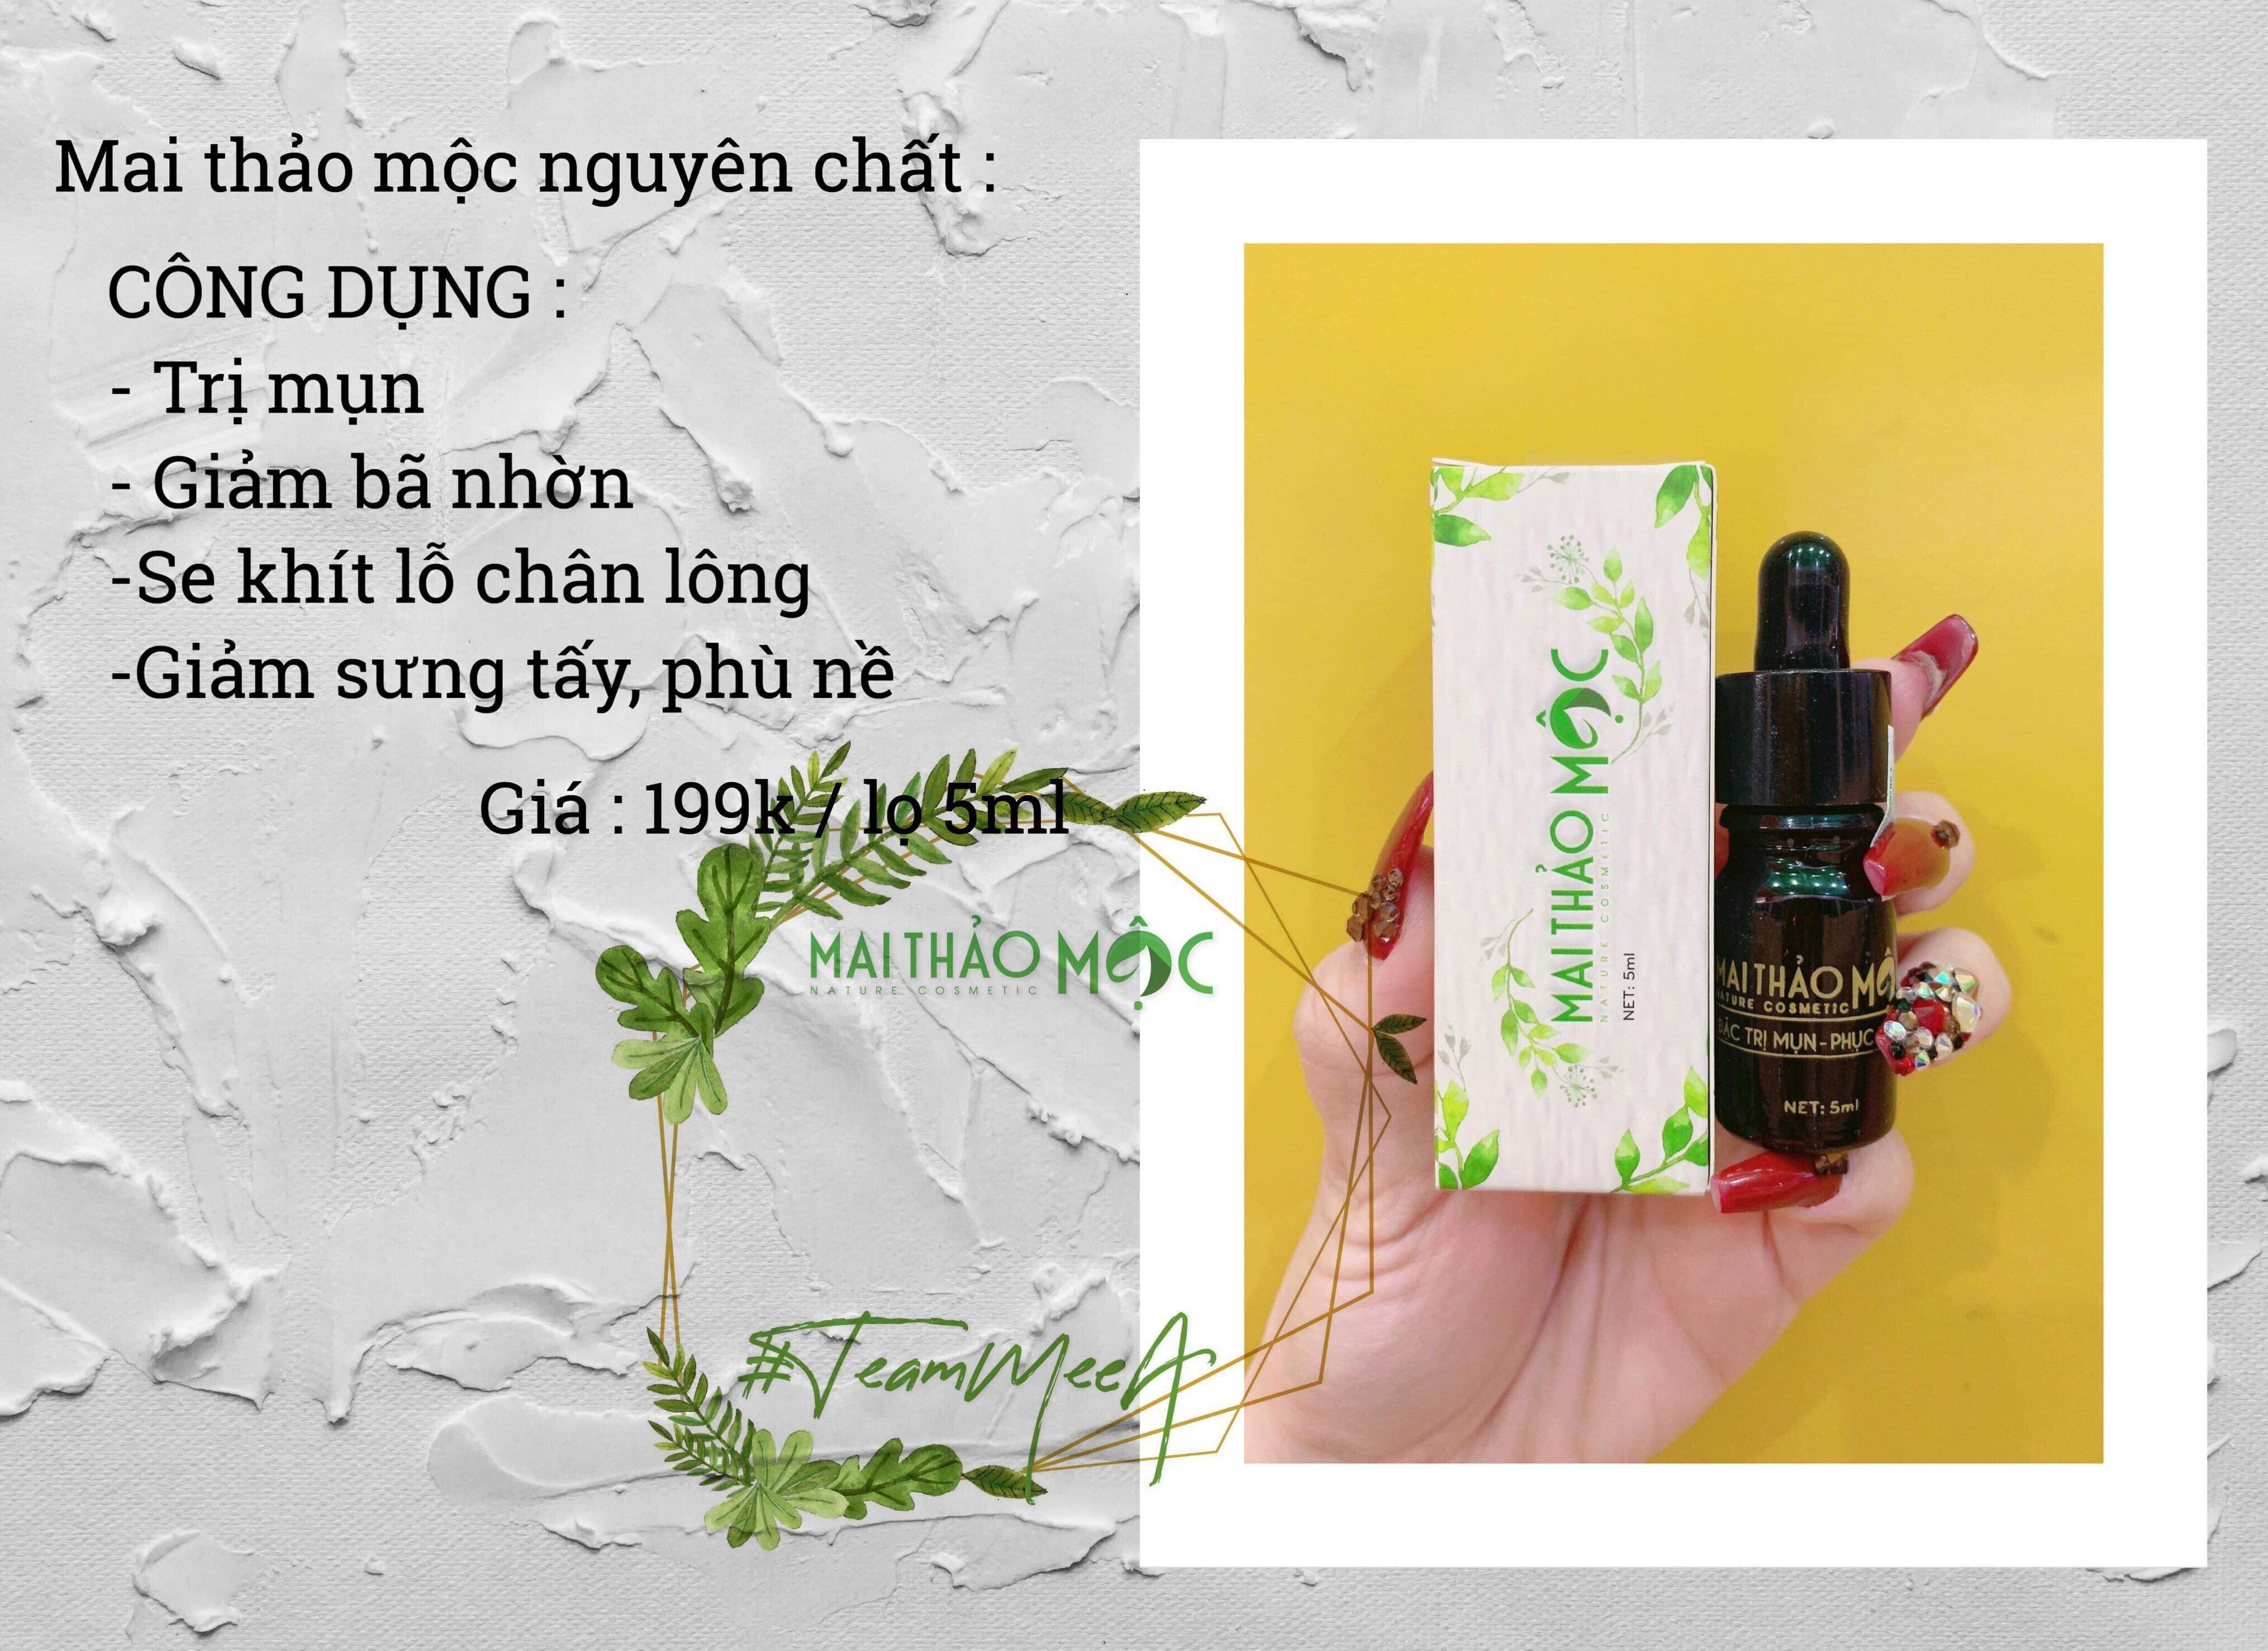 Mai thảo mộc nguyên chất :
CÔNG DỤNG :
- Trị mụn
- Giảm bã nhờn
-Se khít lỗ chân lông
-Giảm sưng tấy, phù nề
Giá : 199k / lọ 5ml
MAI THẢO MỘC
NATURE COSMETIC
#TeamMeeA
MAI THẢO MỘC
NATURE COSMETIC
NET: 5ml
MAI THẢO MỘ
NATURE COSMETIC
ĐẶC TRỊ MỤN - PHỤC
NET: 5ml